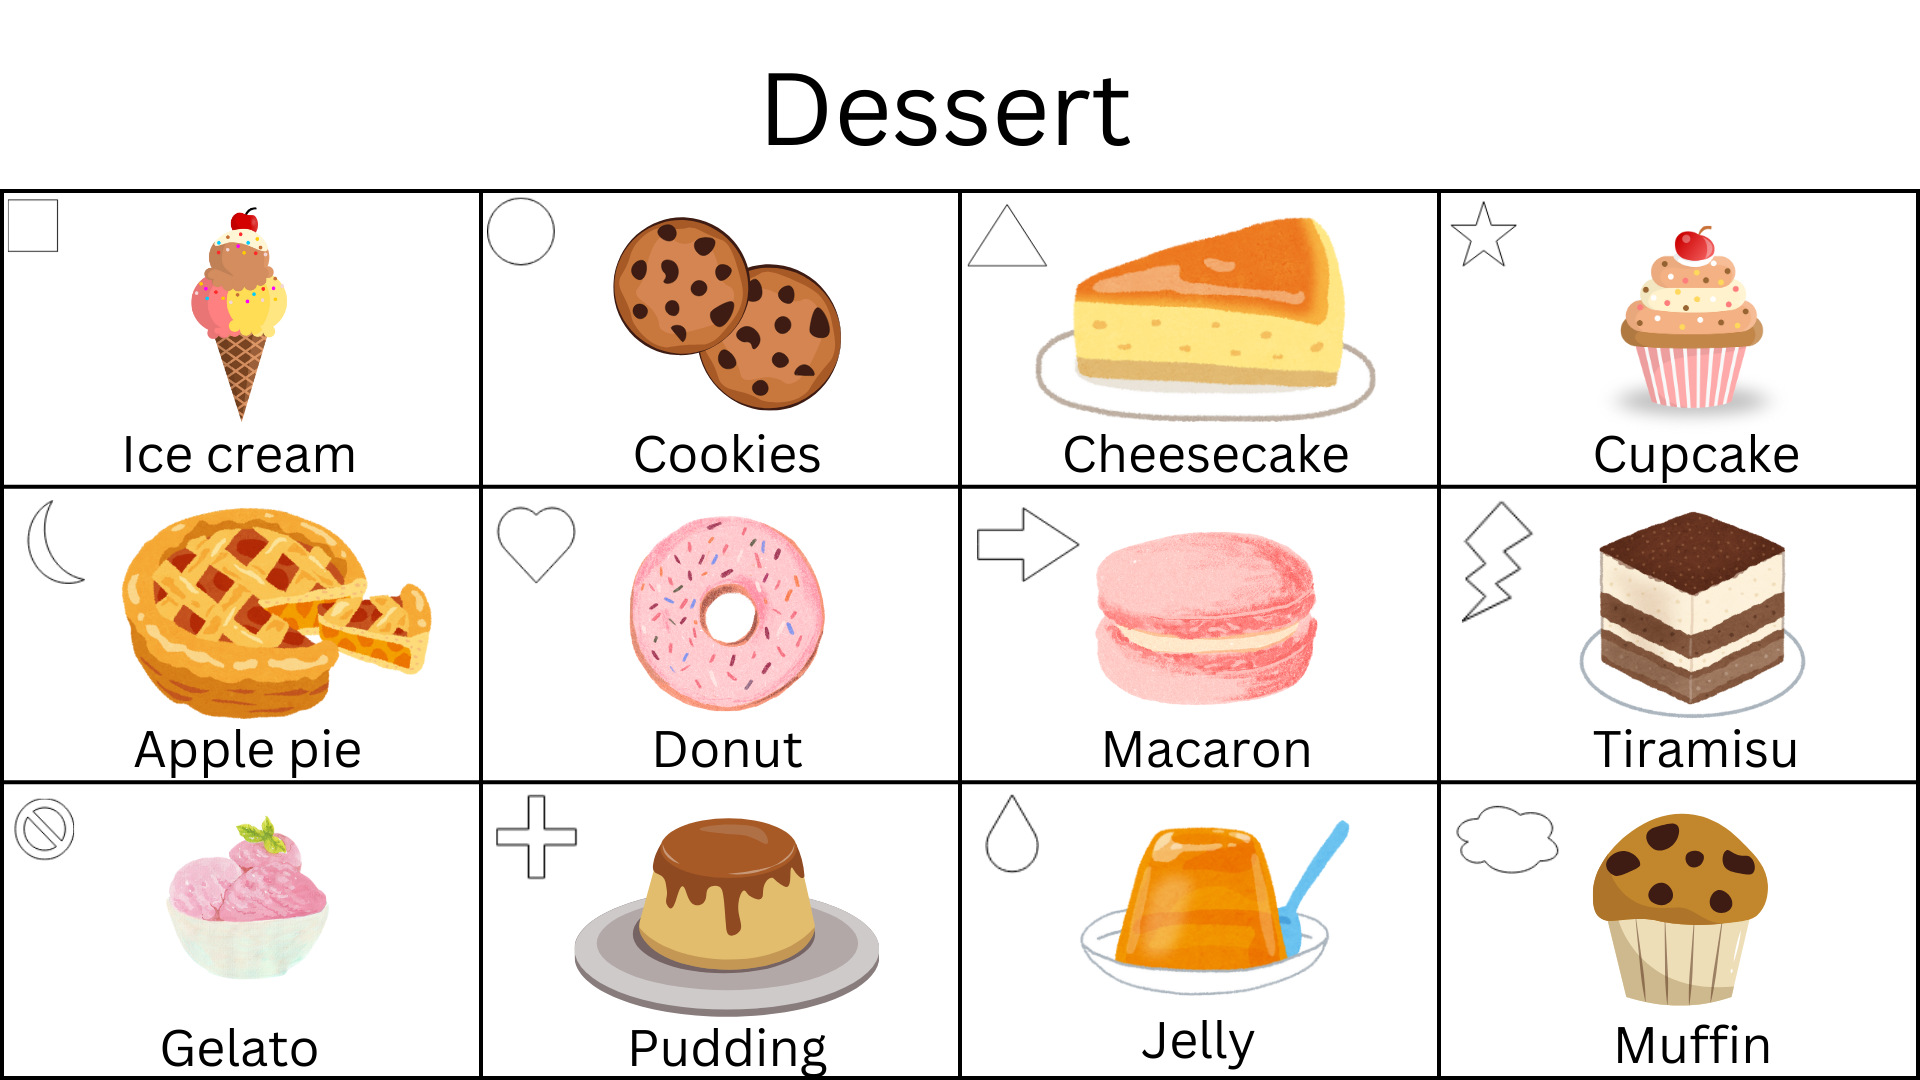 Dessert
Ice cream
Cookies
Cheesecake
Cupcake
Apple pie
Donut
Macaron
Tiramisu
Gelato
Pudding
Jelly
Muffin